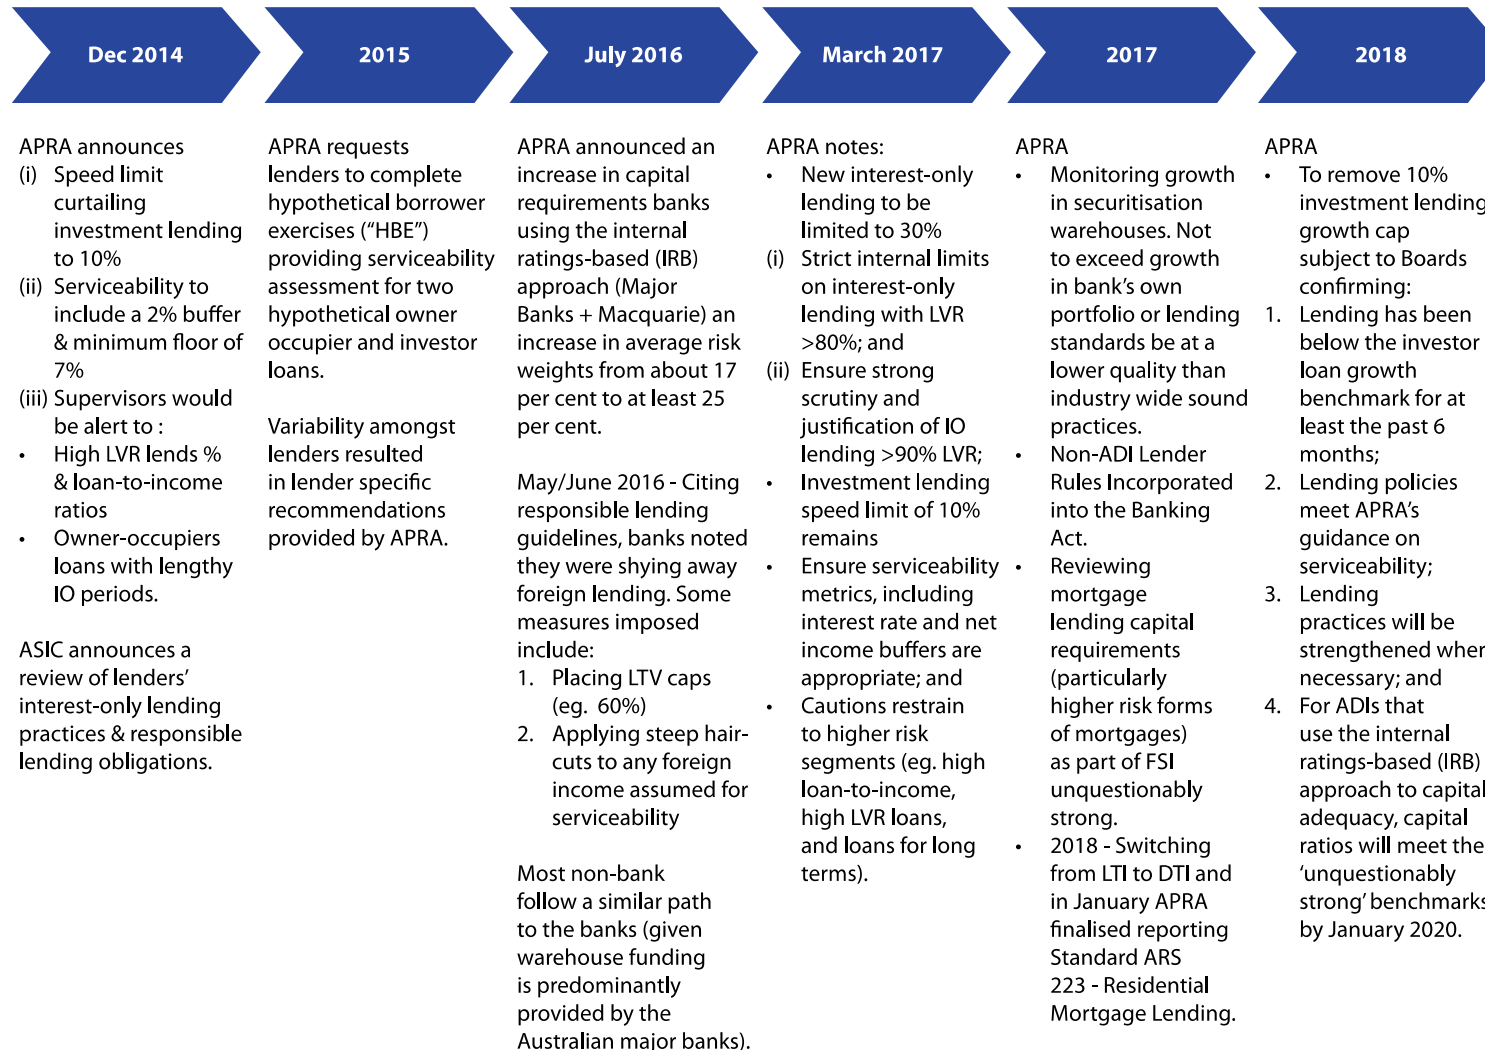 Dec 2014
2015
July 2016
March 2017
2017
2018
APRA announces
(i) Speed limit
curtailing
investment lending
to 10%
(ii) Serviceability to
include a 2% buffer
& minimum floor of
7%
(iii) Supervisors would
be alert to :
• High LVR lends %
& loan-to-income
ratios
• Owner-occupiers
loans with lengthy
IO periods.
ASIC announces a
review of lenders’
interest-only lending
practices & responsible
lending obligations.
APRA requests
lenders to complete
hypothetical borrower
exercises (“HBE”)
providing serviceability
assessment for two
hypothetical owner
occupier and investor
loans.
Variability amongst
lenders resulted
in lender specific
recommendations
provided by APRA.
APRA announced an
increase in capital
requirements banks
using the internal
ratings-based (IRB)
approach (Major
Banks + Macquarie) an
increase in average risk
weights from about 17
per cent to at least 25
per cent.
May/June 2016 - Citing
responsible lending
guidelines, banks noted
they were shying away
foreign lending. Some
measures imposed
include:
1. Placing LTV caps
(eg. 60%)
2. Applying steep hair-
cuts to any foreign
income assumed for
serviceability
Most non-bank
follow a similar path
to the banks (given
warehouse funding
is predominantly
provided by the
Australian major banks).
APRA notes:
• New interest-only
lending to be
limited to 30%
(i) Strict internal limits
on interest-only
lending with LVR
>80%; and
(ii) Ensure strong
scrutiny and
justification of IO
lending >90% LVR;
• Investment lending
speed limit of 10%
remains
• Ensure serviceability
metrics, including
interest rate and net
income buffers are
appropriate; and
• Cautions restrain
to higher risk
segments (eg. high
loan-to-income,
high LVR loans,
and loans for long
terms).
APRA
• Monitoring growth
in securitisation
warehouses. Not
to exceed growth
in bank’s own
portfolio or lending
standards be at a
lower quality than
industry wide sound
practices.
• Non-ADI Lender
Rules Incorporated
into the Banking
Act.
• Reviewing
mortgage
lending capital
requirements
(particularly
higher risk forms
of mortgages)
as part of FSI
unquestionably
strong.
• 2018 - Switching
from LTI to DTI and
in January APRA
finalised reporting
Standard ARS
223 - Residential
Mortgage Lending.
APRA
• To remove 10%
investment lending
growth cap
subject to Boards
confirming:
1. Lending has been
below the investor
loan growth
benchmark for at
least the past 6
months;
2. Lending policies
meet APRA’s
guidance on
serviceability;
3. Lending
practices will be
strengthened wher
necessary; and
4. For ADIs that
use the internal
ratings-based (IRB)
approach to capital
adequacy, capital
ratios will meet the
‘unquestionably
strong’ benchmarks
by January 2020.